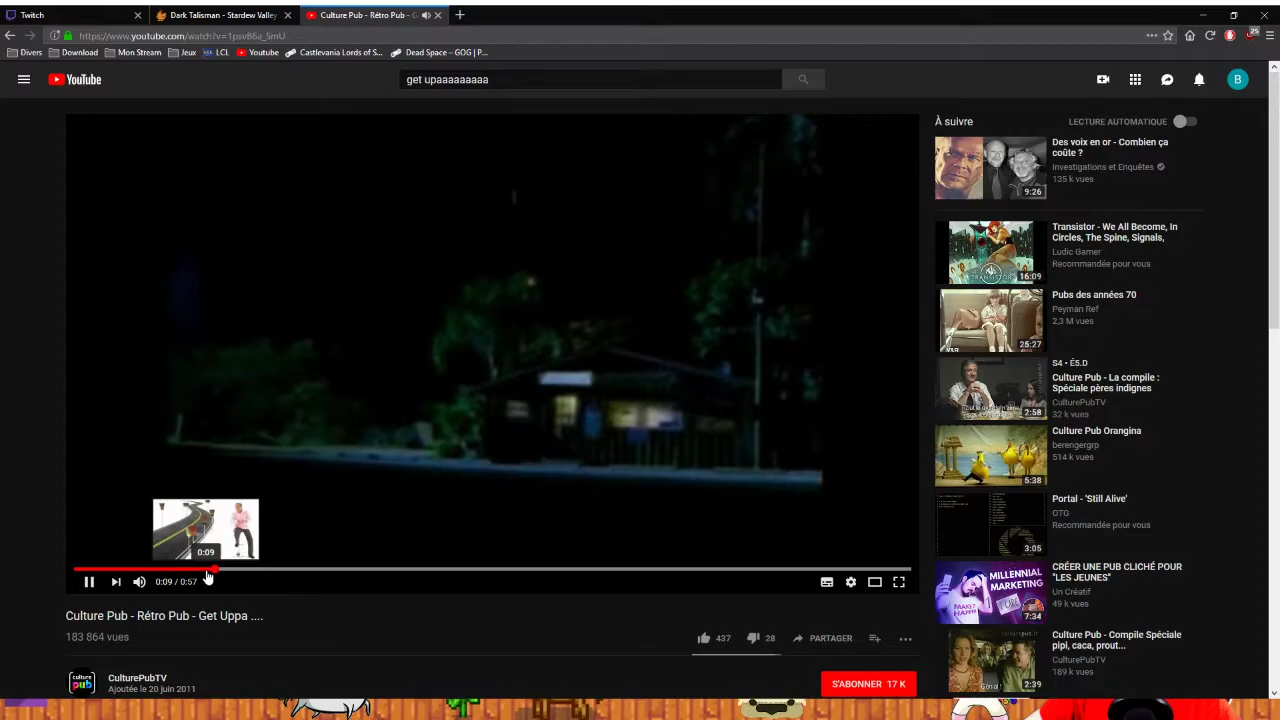 Twitch
Dark Talisman - Stardew Valley
Culture Pub - Rétro Pub - G
https://www.youtube.com/watch?v=1psvB6a_SmU
25
Divers
Download
Mon Stream
Jeux
LCL
Youtube
Castlevania Lords of S...
Dead Space – GOG | P...
YouTube
get upaaaaaaaaa
B
À suivre
LECTURE AUTOMATIQUE
Des voix en or - Combien ça
coûte ?
Investigations et Enquêtes
135 k vues
9:26
Transistor - We All Become, In
Circles, The Spine, Signals,
Ludic Gamer
Recommandée pour vous
TRANSISTOR
16:09
Pubs des années 70
Peyman Ref
2,3 M vues
25:27
S4 • É5.D
Culture Pub - La compile :
Spéciale pères indignes
CulturePubTV
32 k vues
2:58
Culture Pub Orangina
berengergrp
514 k vues
5:38
Portal - 'Still Alive'
OTG
Recommandée pour vous
3:05
CRÉER UNE PUB CLICHÉ POUR
"LES JEUNES"
Un Créatif
49 k vues
MILLENNIAL
MARKETING
MAKE
HAPPII
7:34
Culture Pub - Compile Spéciale
pipi, caca, prout...
CulturePubTV
189 k vues
Génial !
2:39
0:09
0:09 / 0:57
Culture Pub - Rétro Pub - Get Uppa ....
183 864 vues
437
28
PARTAGER
culture
pub
CulturePubTV
Ajoutée le 20 juin 2011
S'ABONNER 17 K